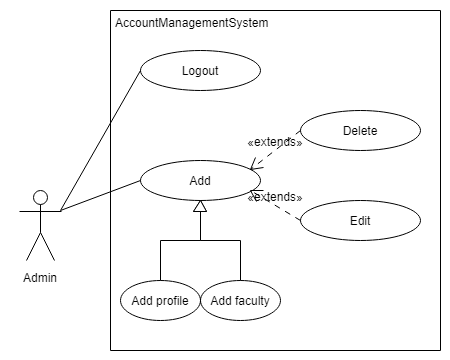 AccountManagementSystem
Logout
Delete
«extends»
Add
«extends»
Edit
Admin
Add profile
Add faculty